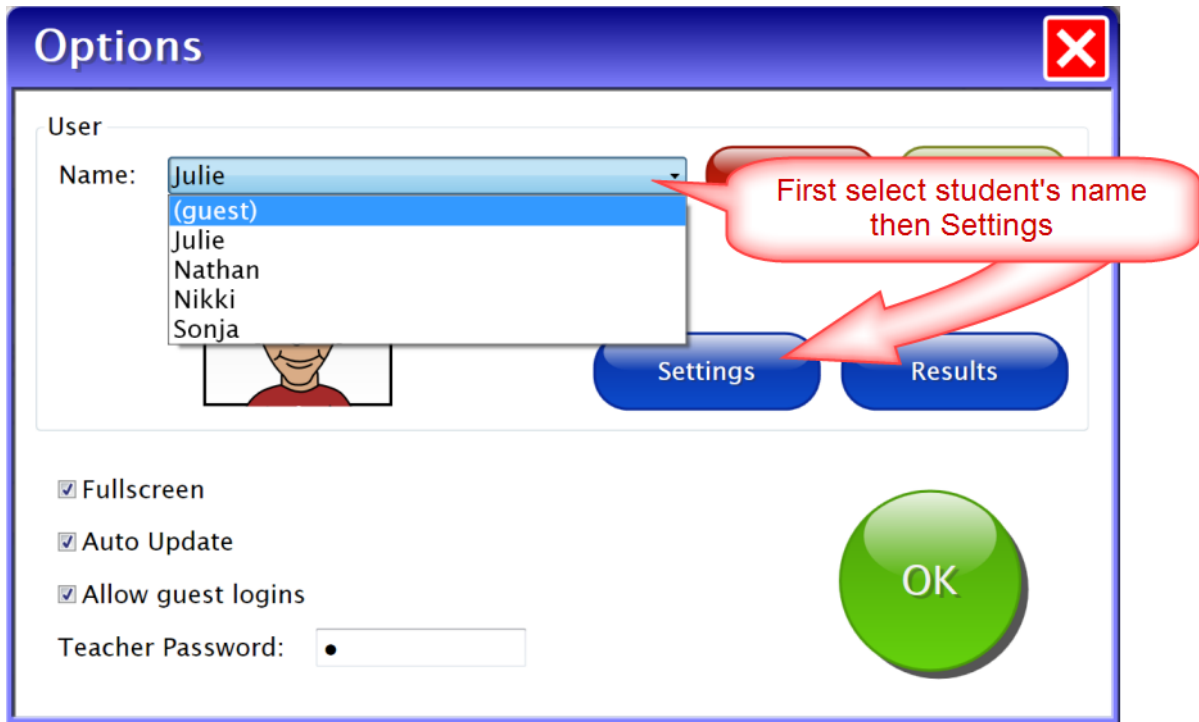 Options
User
Name:
Julie
(guest)
Julie
Nathan
Nikki
Sonja
First select student's name
then Settings
Settings
Results
Fullscreen
Auto Update
Allow guest logins
OK
Teacher Password: ●